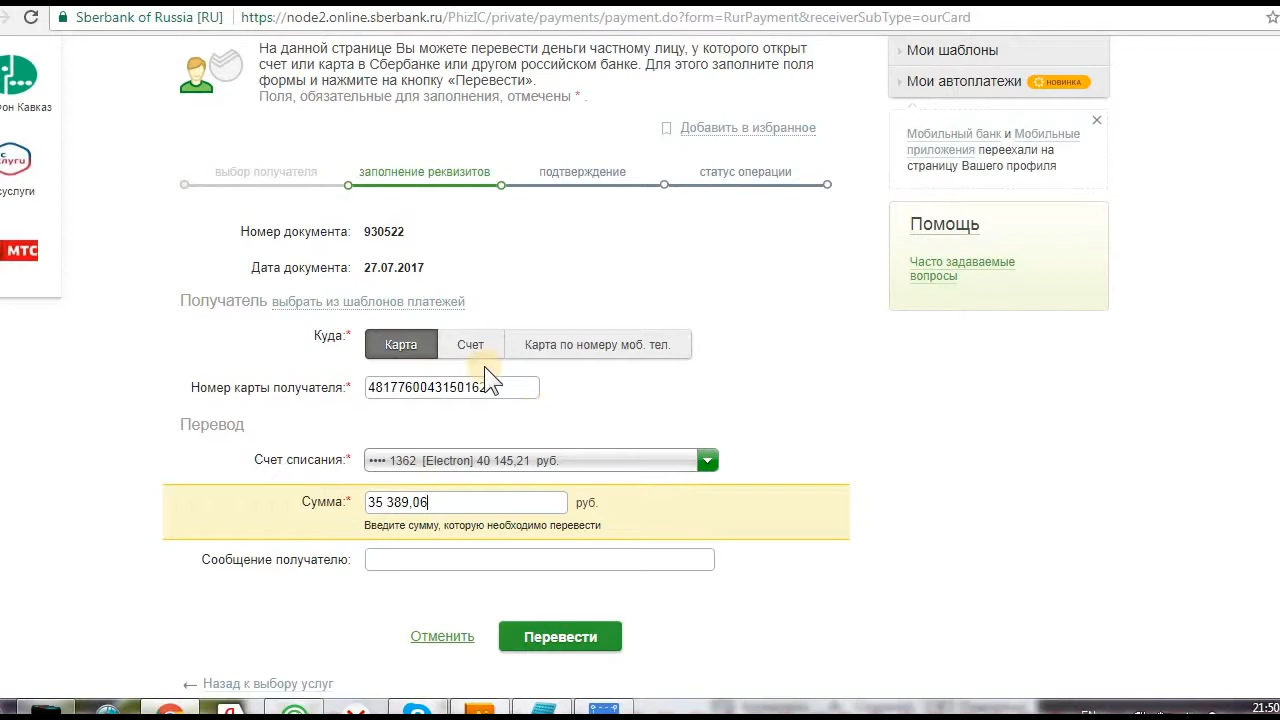 Sberbank of Russia [RU]
https://node2.online.sberbank.ru/PhizIC/private/payments/payment.do?form=RurPayment&receiverSubType=ourCard
На данной странице Вы можете перевести деньги частному лицу, у которого открыт
счет или карта в Сбербанке или другом российском банке. Для этого заполните поля
формы и нажмите на кнопку «Перевести».
Поля, обязательные для заполнения, отмечены * .
Добавить в избранное
выбор получателя
заполнение реквизитов
подтверждение
статус операции
Номер документа: 930522
Дата документа: 27.07.2017
Получатель выбрать из шаблонов платежей
Куда:* Карта Счет Карта по номеру моб. тел.
Номер карты получателя:*
Перевод
Счет списания:* •••• 1362 [Electron] 40 145,21 руб.
Сумма:* 35 389,06 руб.
Введите сумму, которую необходимо перевести
Сообщение получателю:
Отменить Перевести
← Назад к выбору услуг
Мои шаблоны
Мои автоплатежи НОВИНКА
Мобильный банк и Мобильные
приложения переехали на
страницу Вашего профиля
Помощь
Часто задаваемые
вопросы
фон Кавказ
слуги
МТС
21:50